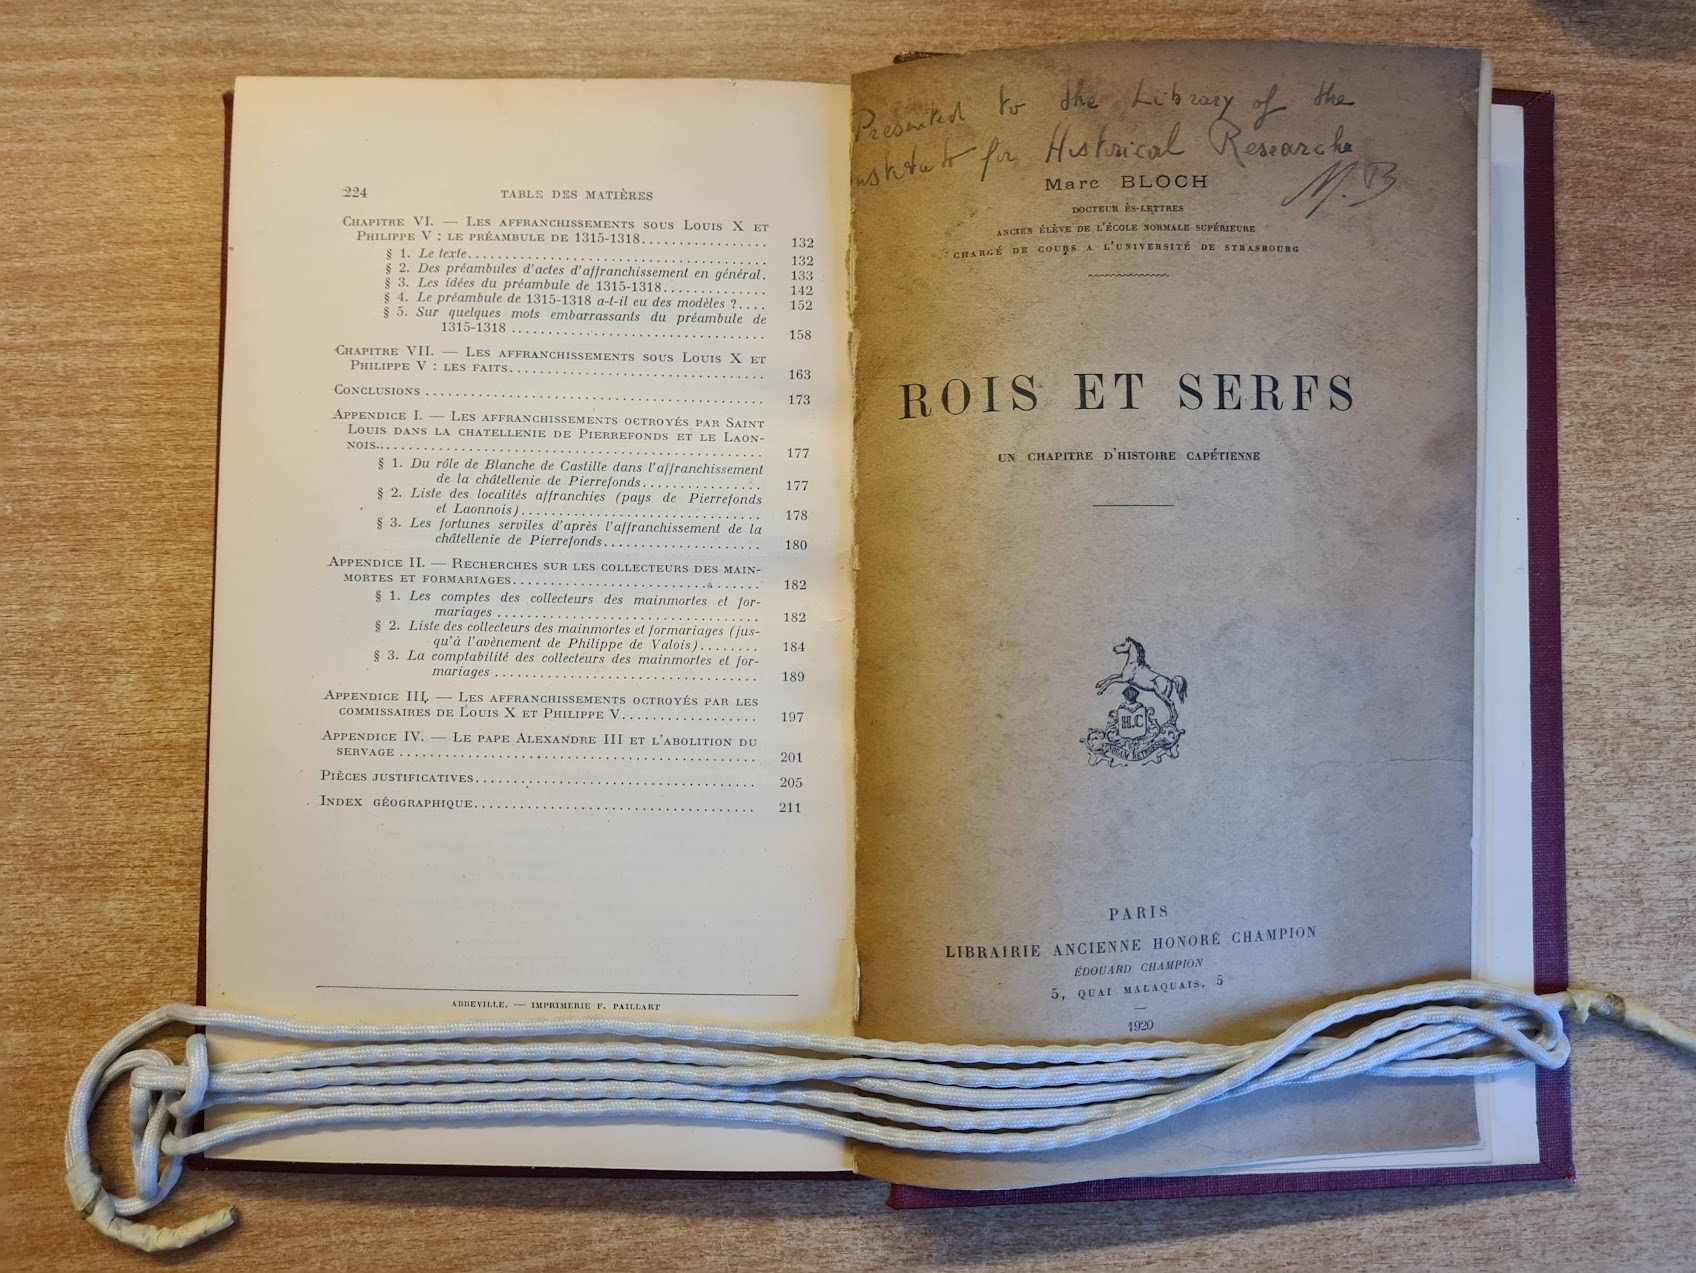 224 TABLE DES MATIÈRES
CHAPITRE VI. — LES AFFRANCHISSEMENTS SOUS LOUIS X ET
PHILIPPE V : LE PRÉAMBULE DE 1315-1318.................. 132
§ 1. Le texte........................................ 132
§ 2. Des préambules d'actes d'affranchissement en général. 133
§ 3. Les idées du préambule de 1315-1318.............. 142
§ 4. Le préambule de 1315-1318 a-t-il eu des modèles ?.... 152
§ 5. Sur quelques mots embarrassants du préambule de
1315-1318 .................................. 158
CHAPITRE VII. — LES AFFRANCHISSEMENTS SOUS LOUIS X ET
PHILIPPE V : LES FAITS.................................. 163
CONCLUSIONS ............................................ 173
APPENDICE I. — LES AFFRANCHISSEMENTS OCTROYÉS PAR SAINT
LOUIS DANS LA CHATELLENIE DE PIERREFONDS ET LE LAON-
NOIS.................................................... 177
§ 1. Du rôle de Blanche de Castille dans l'affranchissement
de la châtellenie de Pierrefonds................ 177
§ 2. Liste des localités affranchies (pays de Pierrefonds
et Laonnois).................................. 178
§ 3. Les fortunes serviles d'après l'affranchissement de la
châtellenie de Pierrefonds...................... 180
APPENDICE II. — RECHERCHES SUR LES COLLECTEURS DES MAIN-
MORTES ET FORMARIAGES................................... 182
§ 1. Les comptes des collecteurs des mainmortes et for-
mariages ...................................... 182
§ 2. Liste des collecteurs des mainmortes et formariages (jus-
qu'à l'avènement de Philippe de Valois)........ 184
§ 3. La comptabilité des collecteurs des mainmortes et for-
mariages ...................................... 189
APPENDICE III. — LES AFFRANCHISSEMENTS OCTROYÉS PAR LES
COMMISSAIRES DE LOUIS X ET PHILIPPE V.................. 197
APPENDICE IV. — LE PAPE ALEXANDRE III ET L'ABOLITION DU
SERVAGE ................................................ 201
PIÈCES JUSTIFICATIVES................................... 205
INDEX GÉOGRAPHIQUE...................................... 211
ABBEVILLE. — IMPRIMERIE F. PAILLART
Presented to the Library of the
Institute for Historical Research
M. B
Marc BLOCH
DOCTEUR ÈS-LETTRES
ANCIEN ÉLÈVE DE L'ÉCOLE NORMALE SUPÉRIEURE
CHARGÉ DE COURS A L'UNIVERSITÉ DE STRASBOURG
ROIS ET SERFS
UN CHAPITRE D'HISTOIRE CAPÉTIENNE
H.C
PARIS
LIBRAIRIE ANCIENNE HONORÉ CHAMPION
ÉDOUARD CHAMPION
5, QUAI MALAQUAIS, 5
1920